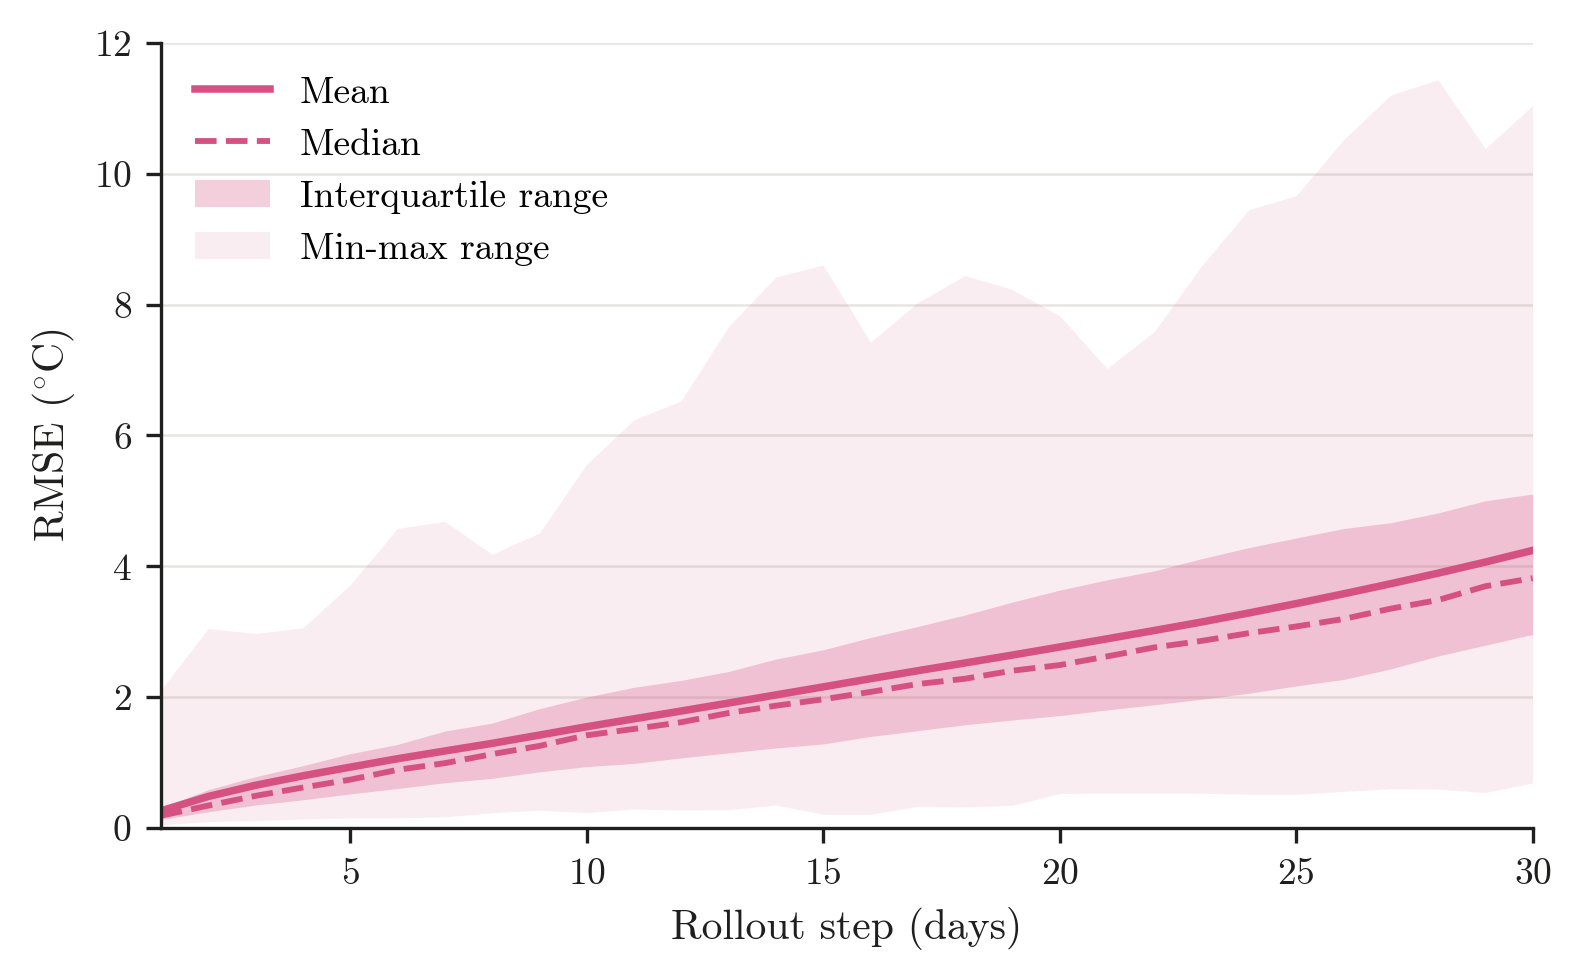 12
10
8
6
4
2
0
RMSE (°C)
Mean
Median
Interquartile range
Min-max range
5 10 15 20 25 30
Rollout step (days)